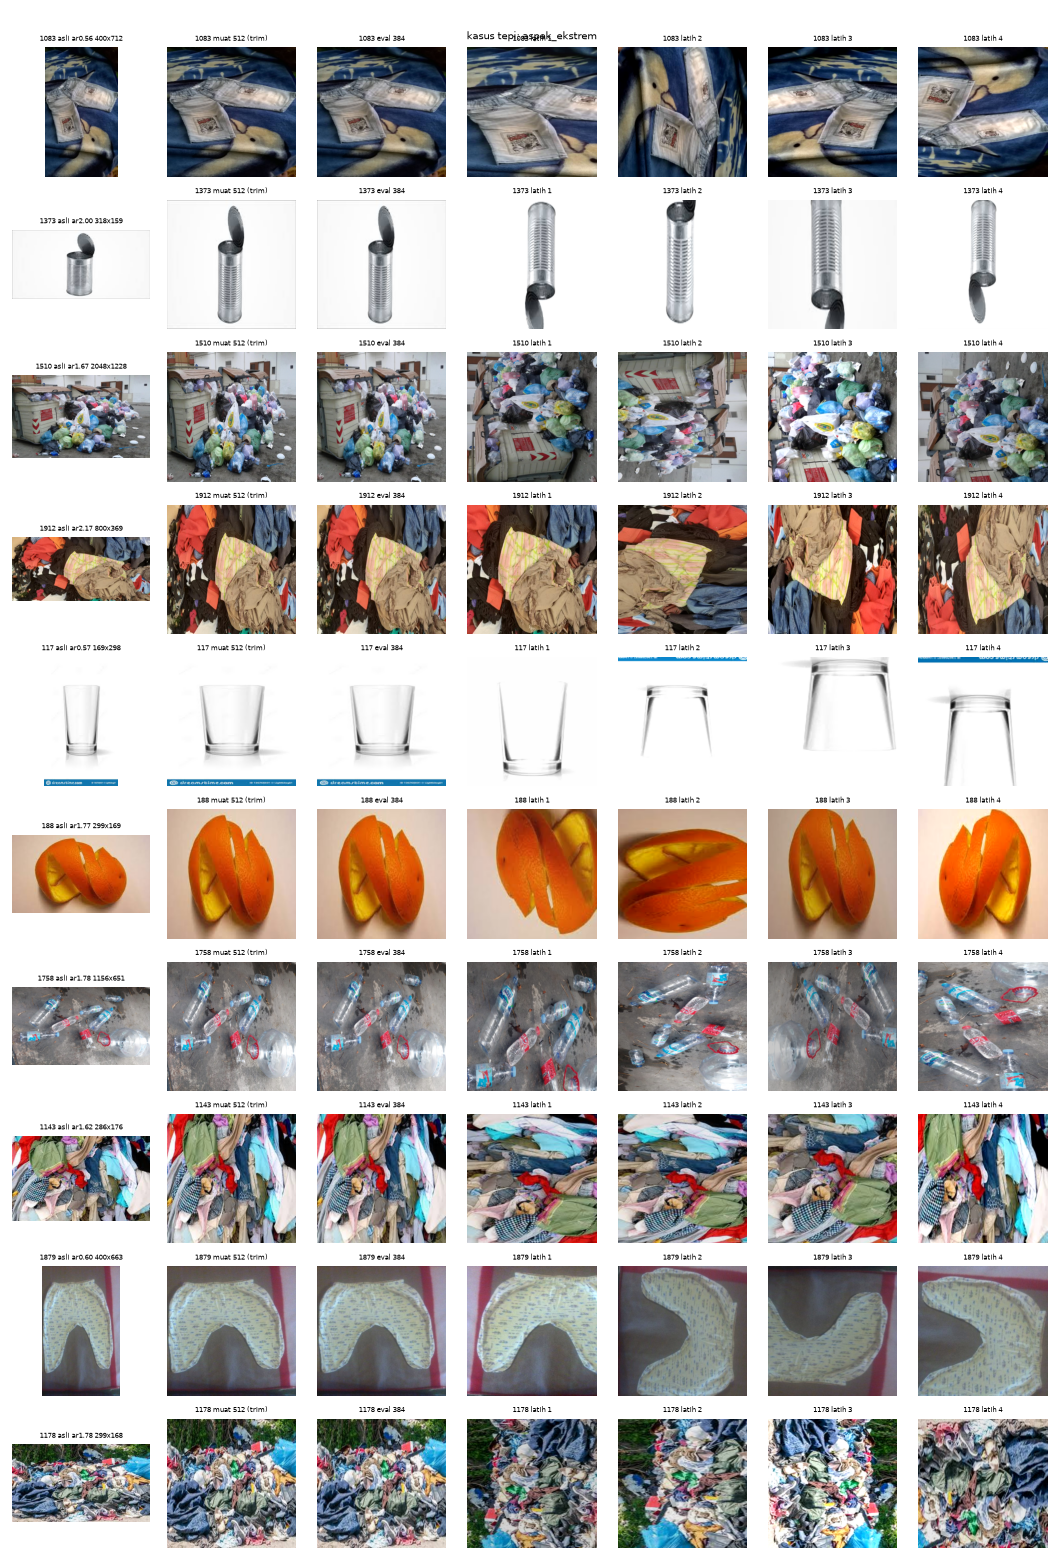 kasus tepi: aspek_ekstrem
1083 asli ar0.56 400x712
1083 muat 512 (trim)
1083 eval 384
1083 latih 1
1083 latih 2
1083 latih 3
1083 latih 4
1373 asli ar2.00 318x159
1373 muat 512 (trim)
1373 eval 384
1373 latih 1
1373 latih 2
1373 latih 3
1373 latih 4
1510 asli ar1.67 2048x1228
1510 muat 512 (trim)
1510 eval 384
1510 latih 1
1510 latih 2
1510 latih 3
1510 latih 4
1912 asli ar2.17 800x369
1912 muat 512 (trim)
1912 eval 384
1912 latih 1
1912 latih 2
1912 latih 3
1912 latih 4
117 asli ar0.57 169x298
117 muat 512 (trim)
117 eval 384
117 latih 1
117 latih 2
117 latih 3
117 latih 4
188 asli ar1.77 299x169
188 muat 512 (trim)
188 eval 384
188 latih 1
188 latih 2
188 latih 3
188 latih 4
1758 asli ar1.78 1156x651
1758 muat 512 (trim)
1758 eval 384
1758 latih 1
1758 latih 2
1758 latih 3
1758 latih 4
1143 asli ar1.62 286x176
1143 muat 512 (trim)
1143 eval 384
1143 latih 1
1143 latih 2
1143 latih 3
1143 latih 4
1879 asli ar0.60 400x663
1879 muat 512 (trim)
1879 eval 384
1879 latih 1
1879 latih 2
1879 latih 3
1879 latih 4
1178 asli ar1.78 299x168
1178 muat 512 (trim)
1178 eval 384
1178 latih 1
1178 latih 2
1178 latih 3
1178 latih 4